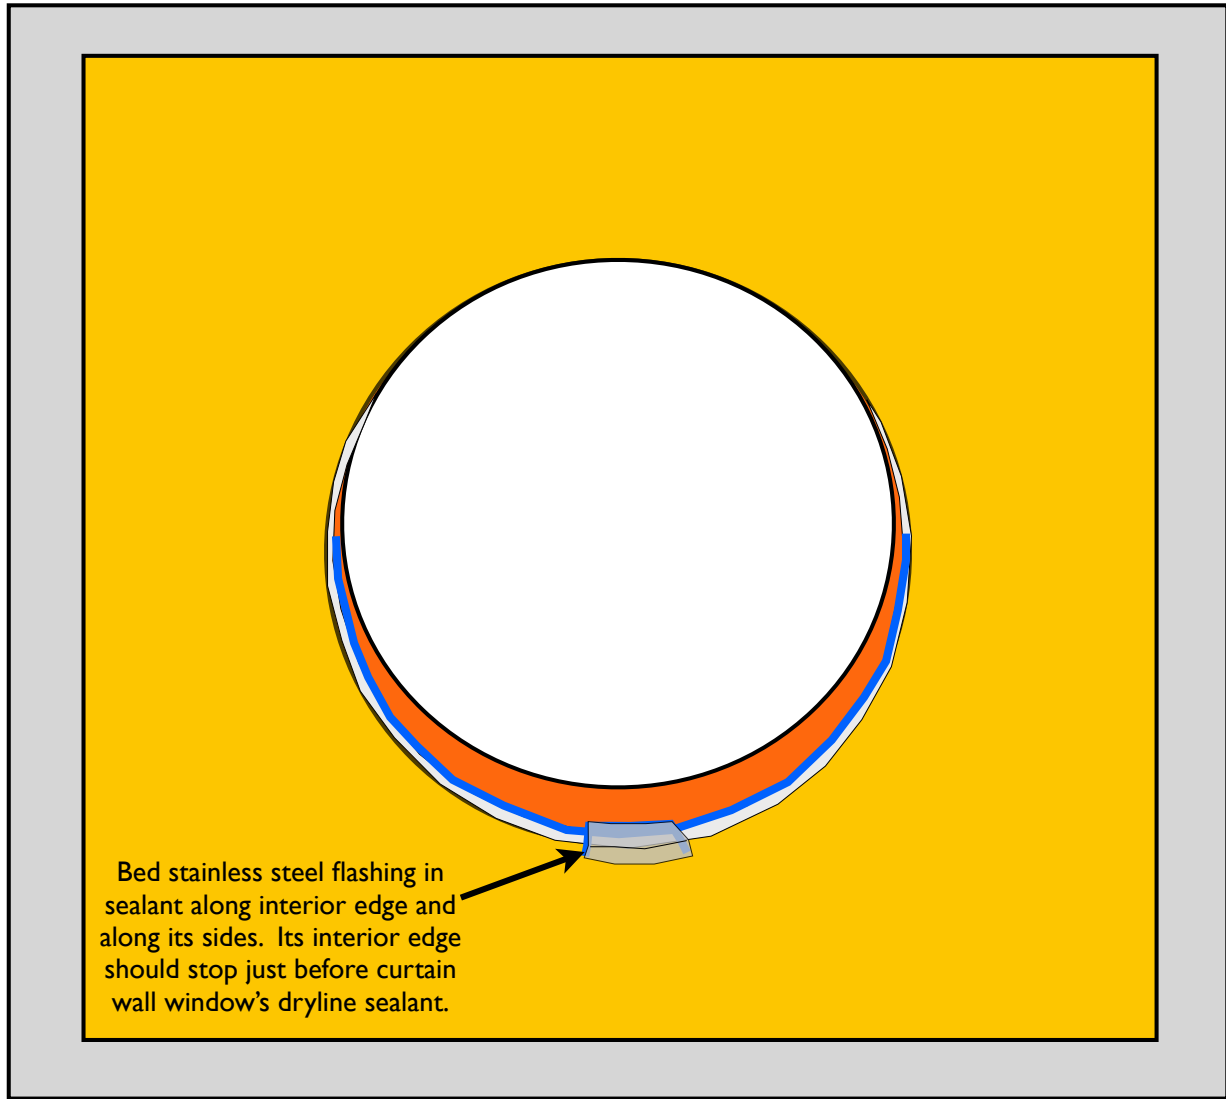 Bed stainless steel flashing in
sealant along interior edge and
along its sides.  Its interior edge
should stop just before curtain
wall window’s dryline sealant.